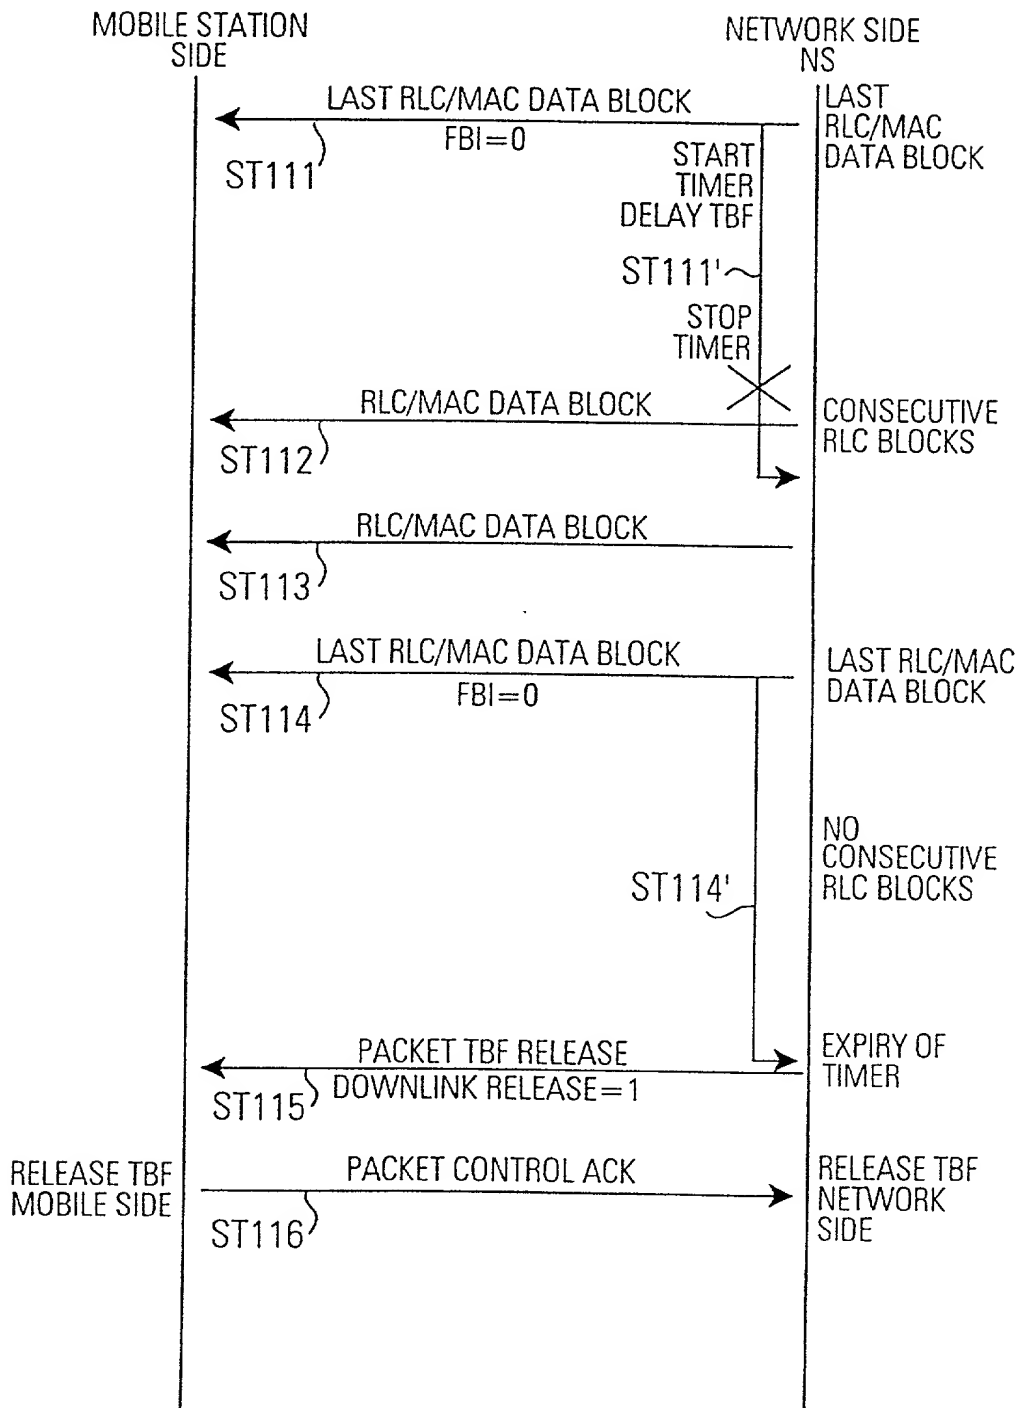 MOBILE STATION
SIDE
NETWORK SIDE
NS
LAST RLC/MAC DATA BLOCK
FBI=0
ST111
LAST
RLC/MAC
DATA BLOCK
START
TIMER
DELAY TBF
ST111'
STOP
TIMER
RLC/MAC DATA BLOCK
ST112
CONSECUTIVE
RLC BLOCKS
RLC/MAC DATA BLOCK
ST113
LAST RLC/MAC DATA BLOCK
FBI=0
ST114
LAST RLC/MAC
DATA BLOCK
ST114'
NO
CONSECUTIVE
RLC BLOCKS
PACKET TBF RELEASE
DOWNLINK RELEASE=1
ST115
EXPIRY OF
TIMER
RELEASE TBF
MOBILE SIDE
PACKET CONTROL ACK
ST116
RELEASE TBF
NETWORK
SIDE